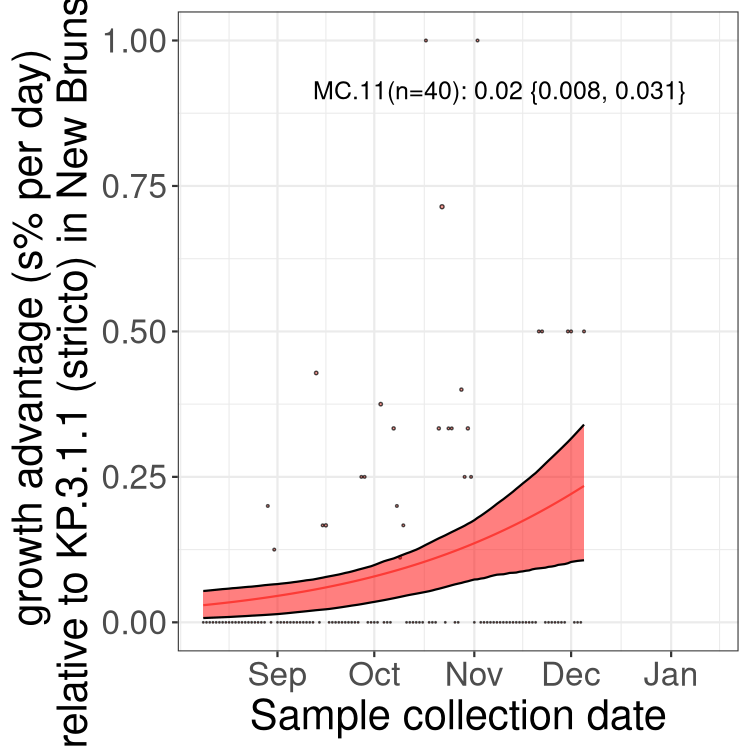 growth advantage (s% per day)
relative to KP.3.1.1 (stricto) in New Bruns
1.00
0.75
0.50
0.25
0.00
MC.11(n=40): 0.02 {0.008, 0.031}
Sep Oct Nov Dec Jan
Sample collection date